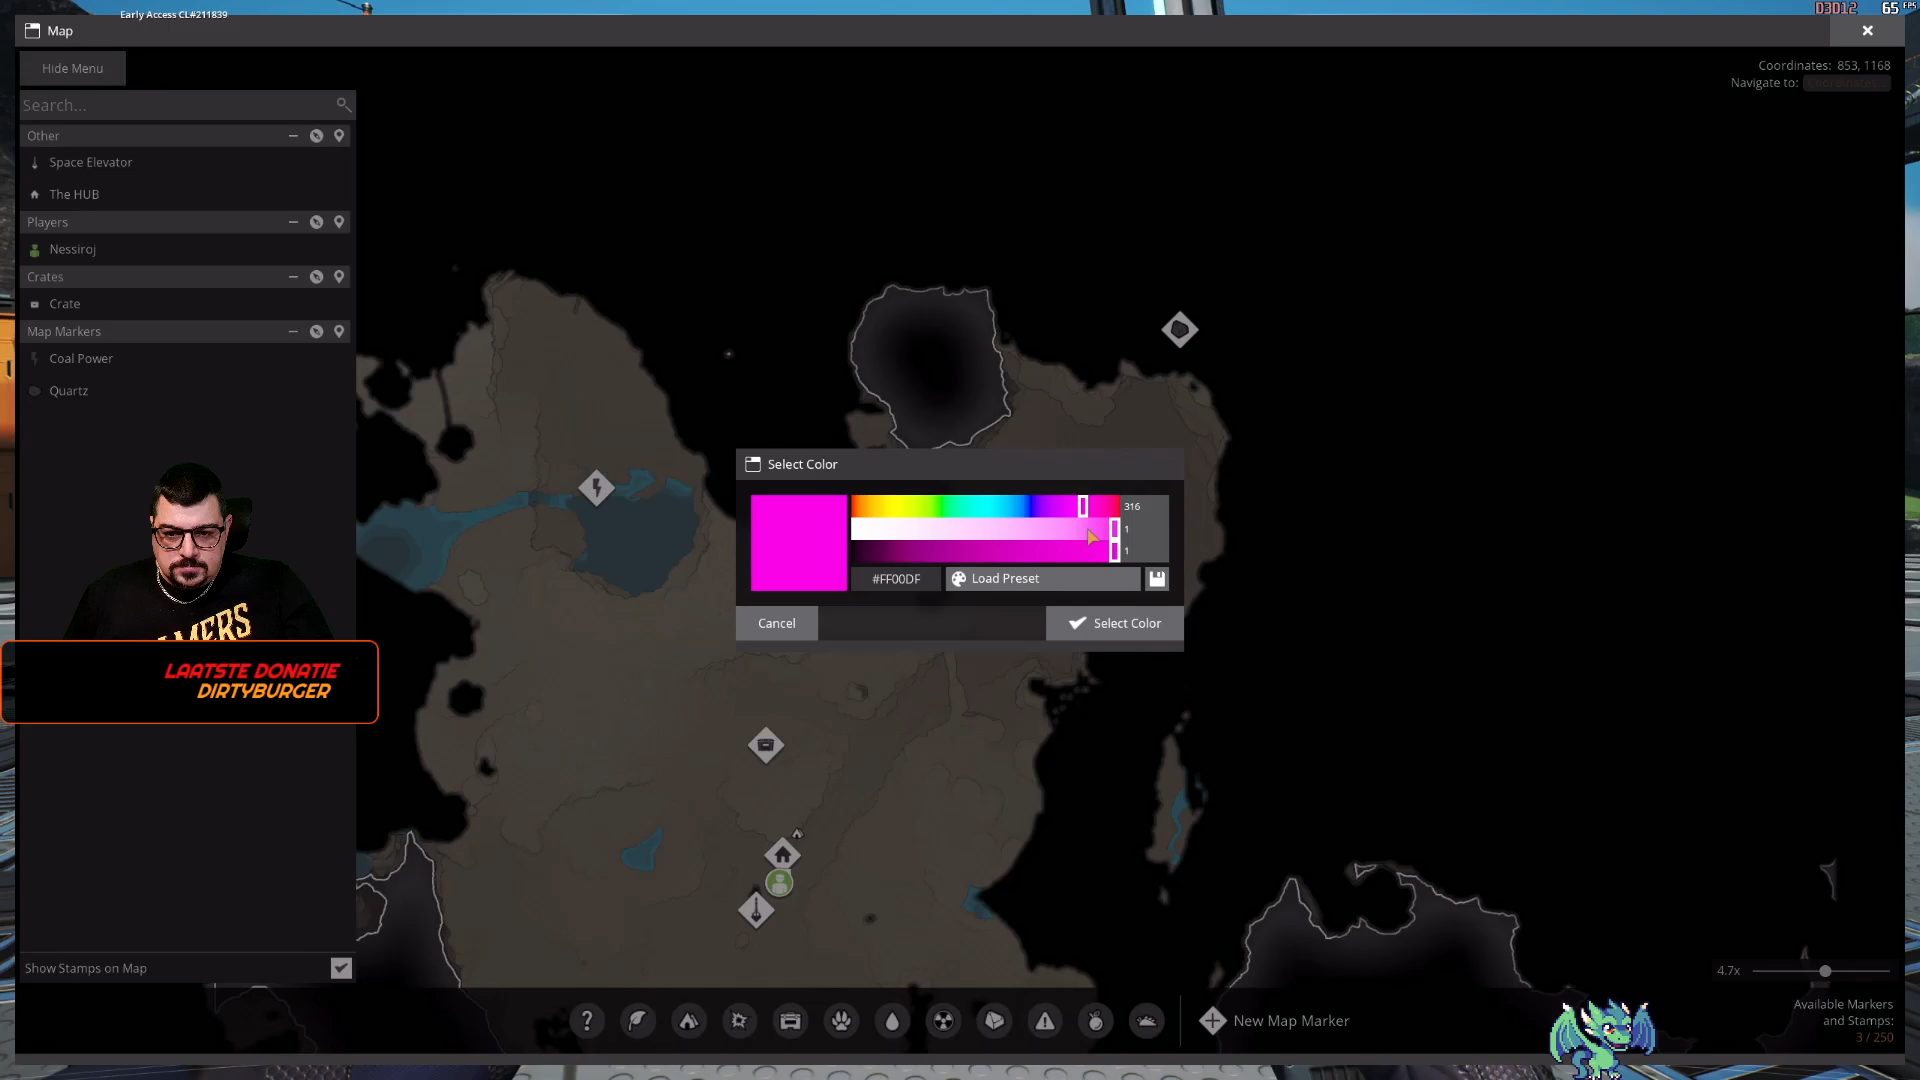 Early Access CL#211839
D3D12 65 FPS
Map
Hide Menu
Coordinates: 853, 1168
Navigate to: Coordinates...
Search...
Other
Space Elevator
The HUB
Players
Nessiroj
Crates
Crate
Map Markers
Coal Power
Quartz
Select Color
316
1
1
#FF00DF
Load Preset
Cancel
Select Color
LAATSTE DONATIE
DIRTYBURGER
Show Stamps on Map
4.7x
New Map Marker
Available Markers
and Stamps:
3 / 250